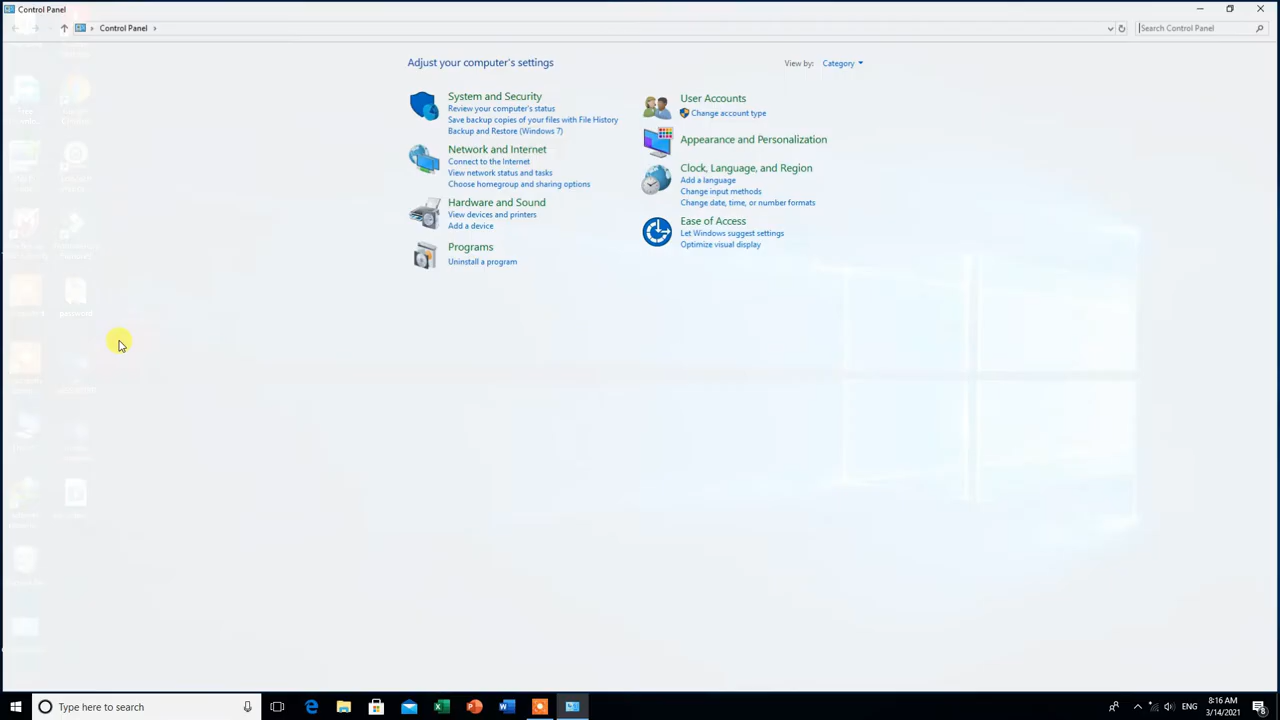 Control Panel
Control Panel
Search Control Panel
Adjust your computer's settings
View by: Category
System and Security
Review your computer's status
Save backup copies of your files with File History
Backup and Restore (Windows 7)
Network and Internet
Connect to the Internet
View network status and tasks
Choose homegroup and sharing options
Hardware and Sound
View devices and printers
Add a device
Programs
Uninstall a program
User Accounts
Change account type
Appearance and Personalization
Clock, Language, and Region
Add a language
Change input methods
Change date, time, or number formats
Ease of Access
Let Windows suggest settings
Optimize visual display
password
Type here to search
ENG
8:16 AM
3/14/2021
8